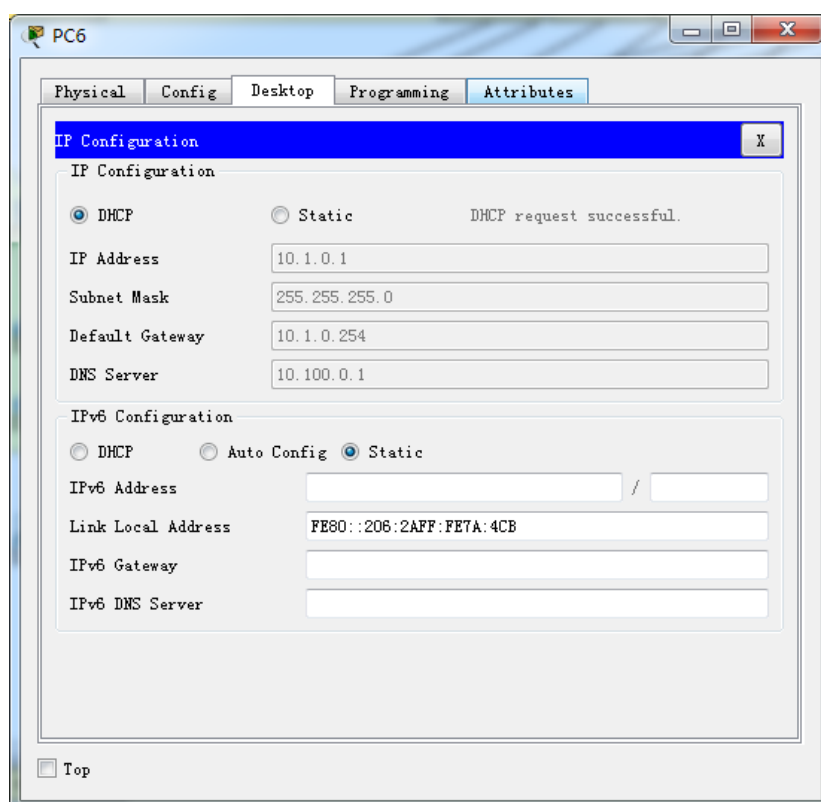 PC6
Physical Config Desktop Programming Attributes
IP Configuration X
IP Configuration
DHCP Static DHCP request successful.
IP Address 10.1.0.1
Subnet Mask 255.255.255.0
Default Gateway 10.1.0.254
DNS Server 10.100.0.1
IPv6 Configuration
DHCP Auto Config Static
IPv6 Address /
Link Local Address FE80::206:2AFF:FE7A:4CB
IPv6 Gateway
IPv6 DNS Server
Top